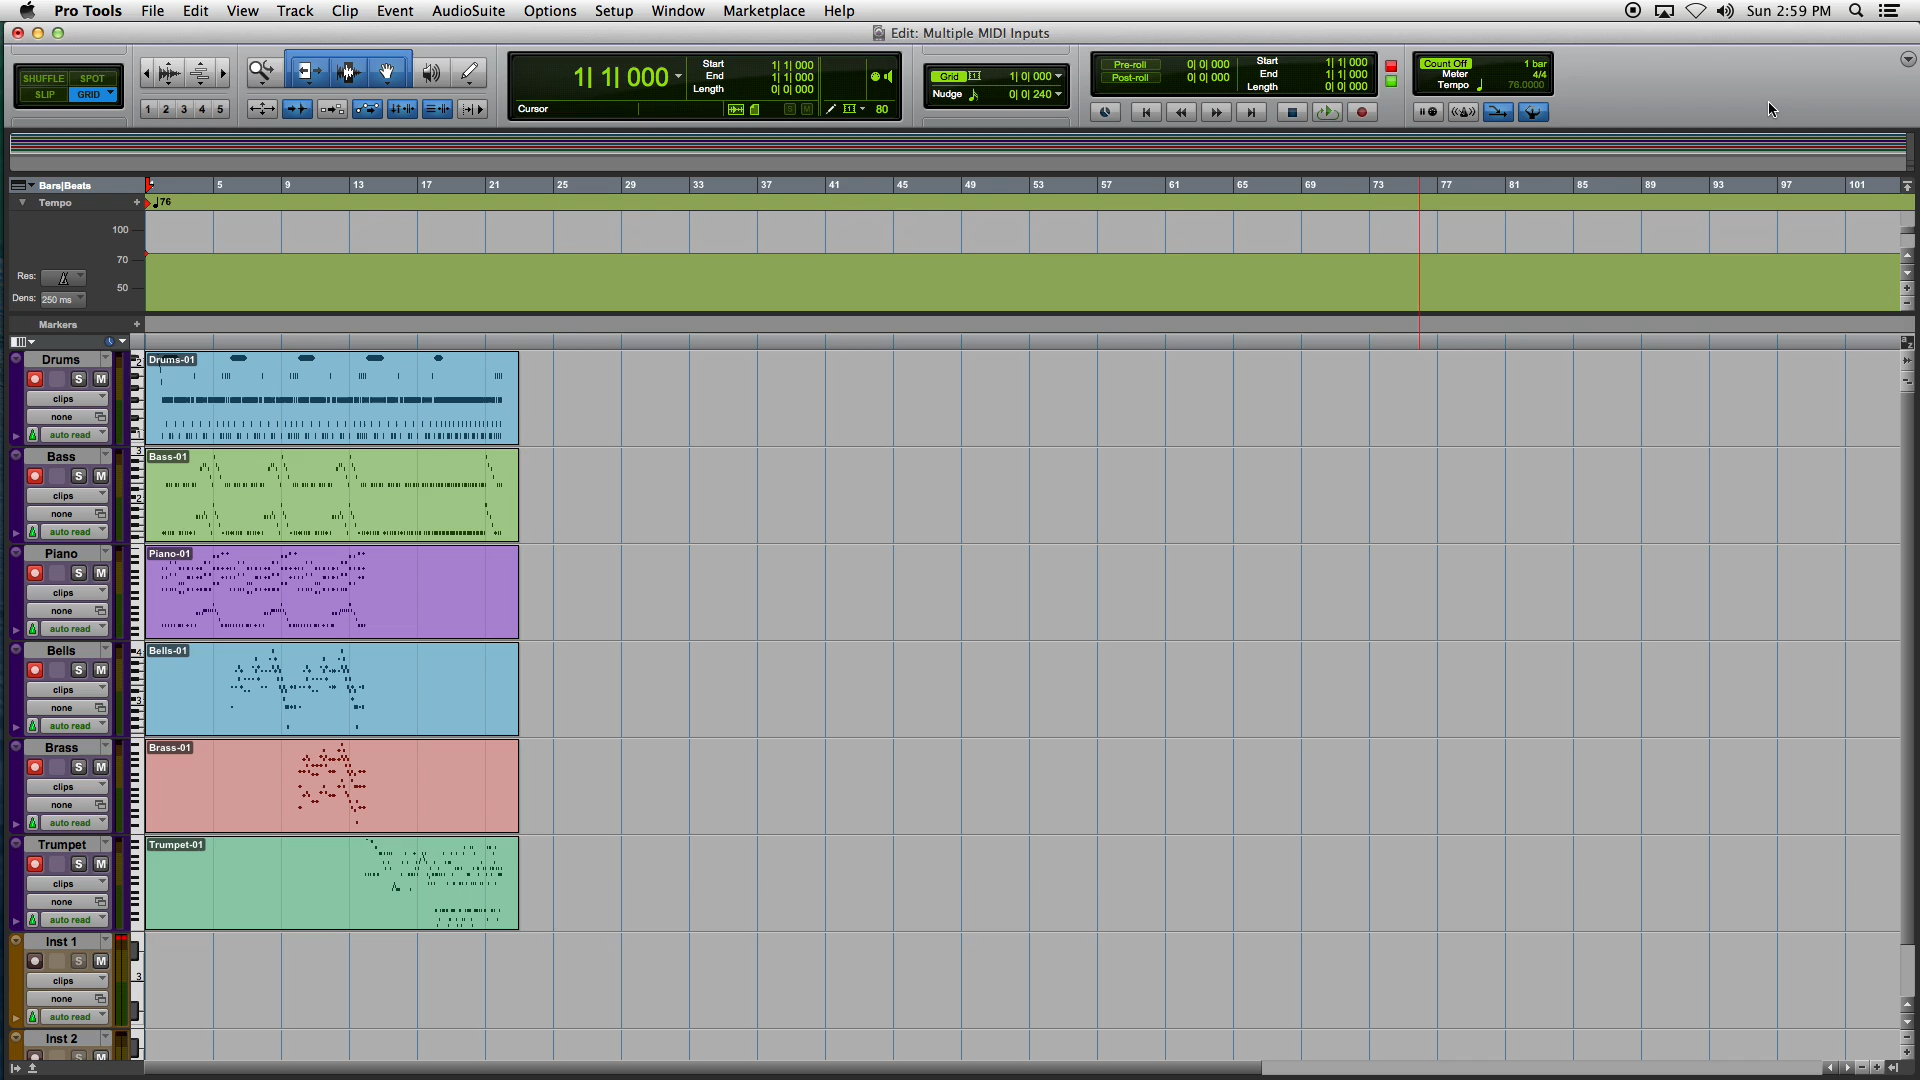 Pro Tools File Edit View Track Clip Event AudioSuite Options Setup Window Marketplace Help Sun 2:59 PM
Edit: Multiple MIDI Inputs
SHUFFLE SPOT
SLIP GRID
1 2 3 4 5
1| 1| 000
Start 1| 1| 000
End 1| 1| 000
Length 0| 0| 000
Cursor
S M
80
Grid 1| 0| 000
Nudge 0| 0| 240
Pre-roll 0| 0| 000
Post-roll 0| 0| 000
Start 1| 1| 000
End 1| 1| 000
Length 0| 0| 000
Count Off 1 bar
Meter 4/4
Tempo 76.0000
Bars|Beats 5 9 13 17 21 25 29 33 37 41 45 49 53 57 61 65 69 73 77 81 85 89 93 97 101
Tempo + 76
100
70
Res:
50
Dens: 250 ms
Markers +
a z
Drums Drums-01
S M
clips
none
auto read
Bass Bass-01
S M
clips
none
auto read
Piano Piano-01
S M
clips
none
auto read
Bells Bells-01
S M
clips
none
auto read
Brass Brass-01
S M
clips
none
auto read
Trumpet Trumpet-01
S M
clips
none
auto read
Inst 1
S M
clips 3
none
auto read
Inst 2
S M